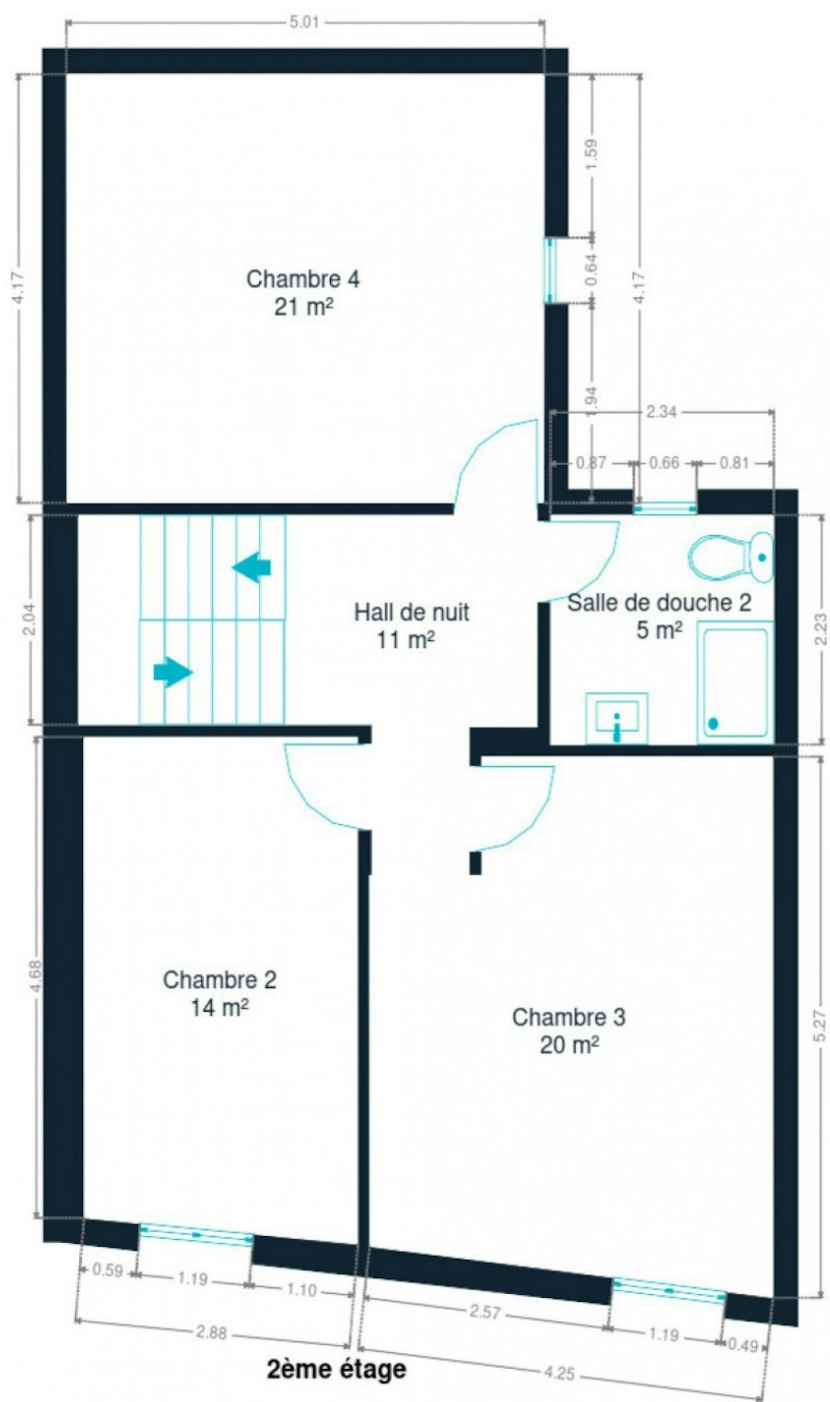 5.01
4.17
1.59
0.64
4.17
1.94
Chambre 4
21 m²
2.34
0.87
0.66
0.81
2.04
Hall de nuit
11 m²
Salle de douche 2
5 m²
2.23
4.68
Chambre 2
14 m²
Chambre 3
20 m²
5.27
0.59
1.19
1.10
2.88
2.57
1.19
0.49
4.25
2ème étage